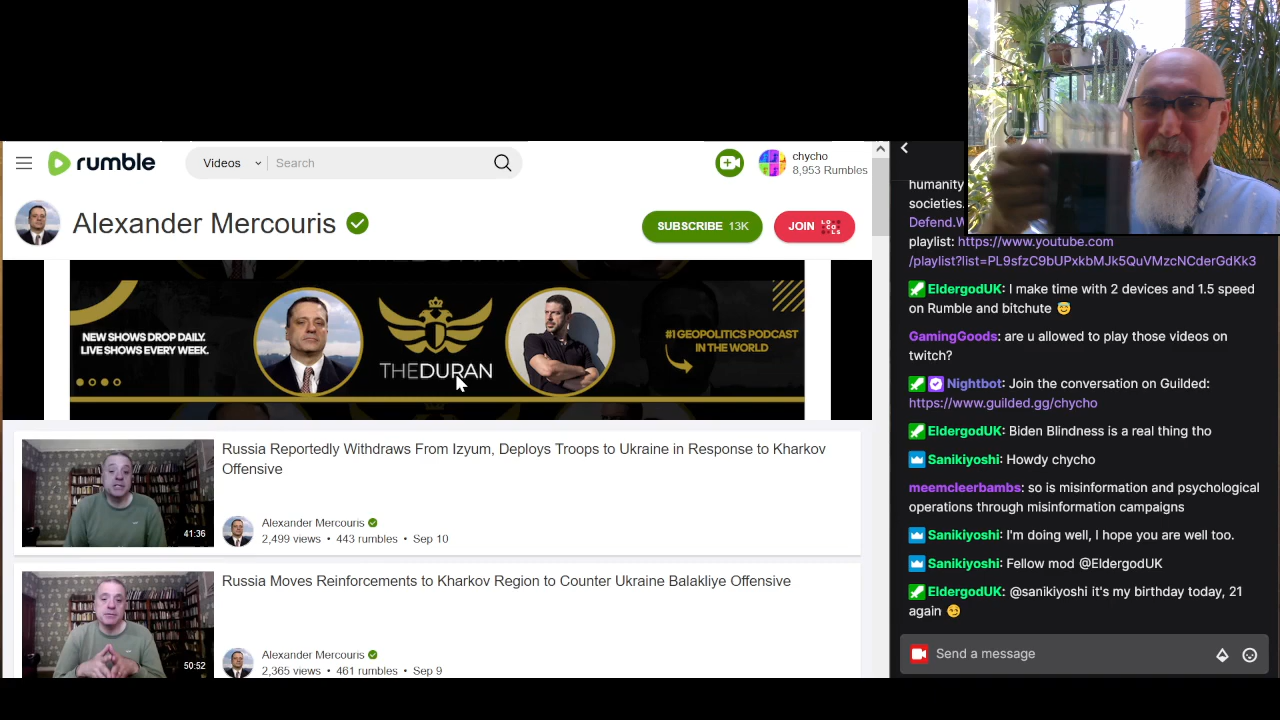 rumble
Videos
Search
chycho
8,953 Rumbles
Alexander Mercouris
SUBSCRIBE 13K
JOIN LOCALS
NEW SHOWS DROP DAILY.
LIVE SHOWS EVERY WEEK.
THEDURAN
#1 GEOPOLITICS PODCAST
IN THE WORLD
41:36
Russia Reportedly Withdraws From Izyum, Deploys Troops to Ukraine in Response to Kharkov
Offensive
Alexander Mercouris
2,499 views • 443 rumbles • Sep 10
50:52
Russia Moves Reinforcements to Kharkov Region to Counter Ukraine Balakliye Offensive
Alexander Mercouris
2,365 views • 461 rumbles • Sep 9
humanity
societies.
Defend.W
playlist: https://www.youtube.com
/playlist?list=PL9sfzC9bUPxkbMJk5QuVMzcNCderGdKk3
EldergodUK: I make time with 2 devices and 1.5 speed
on Rumble and bitchute
GamingGoods: are u allowed to play those videos on
twitch?
Nightbot: Join the conversation on Guilded:
https://www.guilded.gg/chycho
EldergodUK: Biden Blindness is a real thing tho
Sanikiyoshi: Howdy chycho
meemcleerbambs: so is misinformation and psychological
operations through misinformation campaigns
Sanikiyoshi: I'm doing well, I hope you are well too.
Sanikiyoshi: Fellow mod @EldergodUK
EldergodUK: @sanikiyoshi it's my birthday today, 21
again
Send a message